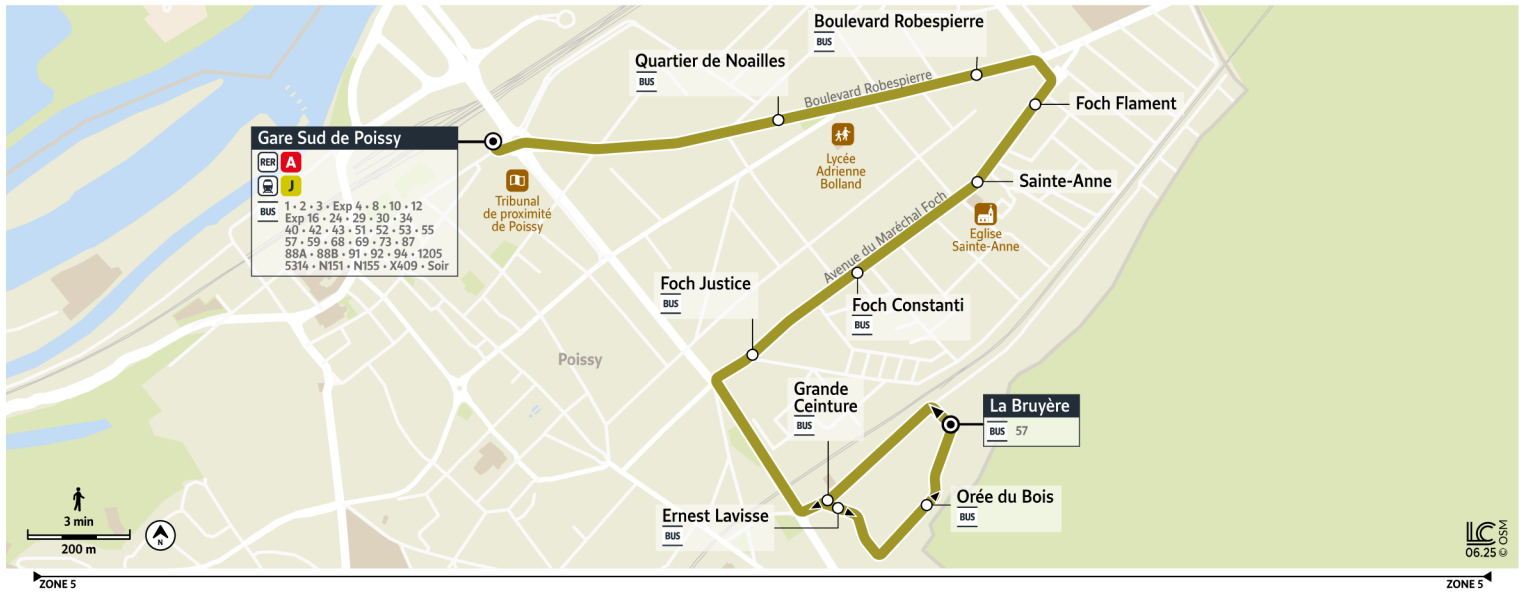 Boulevard Robespierre
BUS
Quartier de Noailles
BUS
Boulevard Robespierre
Foch Flament
Gare Sud de Poissy
RER A
J
BUS
1 • 2 • 3 • Exp 4 • 8 • 10 • 12
Exp 16 • 24 • 29 • 30 • 34
40 • 42 • 43 • 51 • 52 • 53 • 55
57 • 59 • 68 • 69 • 73 • 87
88A • 88B • 91 • 92 • 94 • 1205
5314 • N151 • N155 • X409 • Soir
Lycée
Adrienne
Bolland
Tribunal
de proximité
de Poissy
Sainte-Anne
Eglise
Sainte-Anne
Avenue du Maréchal Foch
Foch Justice
BUS
Foch Constanti
BUS
Poissy
Grande
Ceinture
BUS
La Bruyère
BUS 57
Orée du Bois
BUS
Ernest Lavisse
BUS
3 min
200 m
N
LC
06.25 © OSM
ZONE 5
ZONE 5